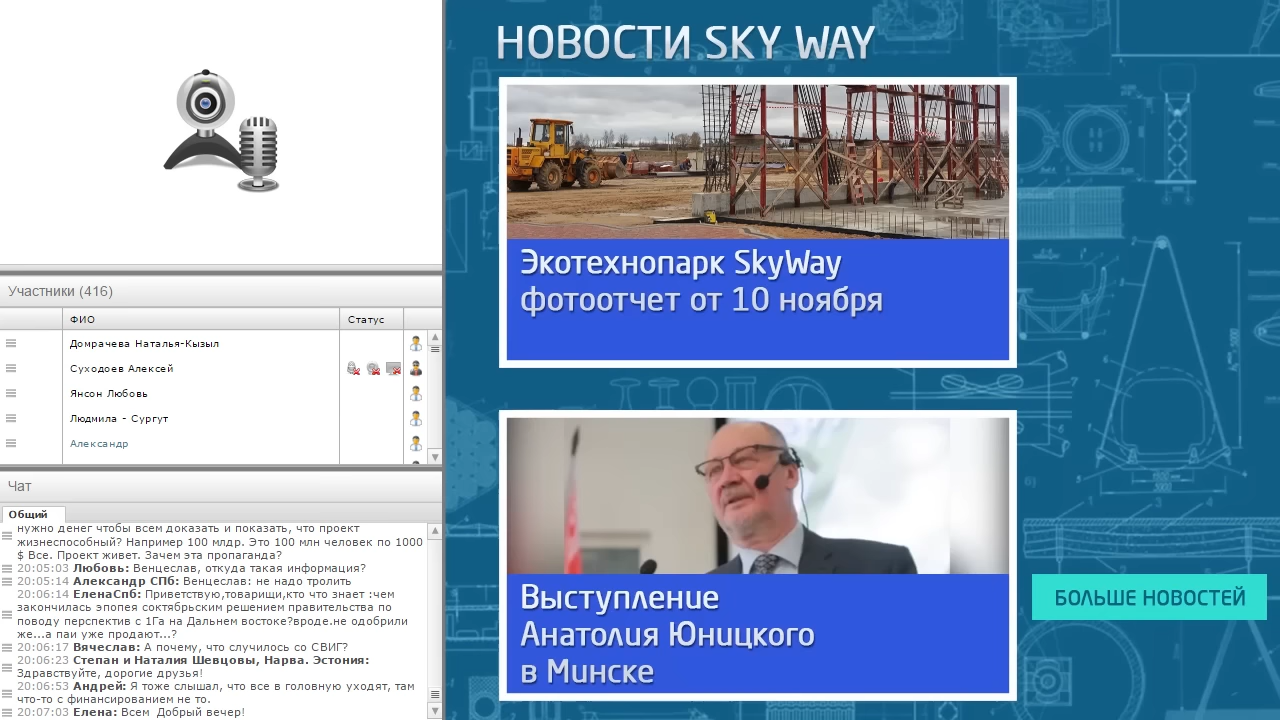 Участники (416)
ФИО
Статус
Домрачева Наталья-Кызыл
Суходоев Алексей
Янсон Любовь
Людмила - Сургут
Александр
Чат
Общий
нужно денег чтобы всем доказать и показать, что проект
жизнеспособный? Например 100 млдр. Это 100 млн человек по 1000
$ Все. Проект живет. Зачем эта пропаганда?
20:05:03 Любовь: Венцеслав, откуда такая информация?
20:05:14 Александр СПб: Венцеслав: не надо тролить
20:06:14 ЕленаСпб: Приветствую,товарищи,кто что знает :чем
закончилась эпопея соктябрьским решением правительства по
поводу перспектив с 1Га на Дальнем востоке?вроде.не одобрили
же...а паи уже продают...?
20:06:17 Вячеслав: А почему, что случилось со СВИГ?
20:06:23 Степан и Наталия Шевцовы, Нарва. Эстония:
Здравствуйте, дорогие друзья!
20:06:53 Андрей: Я тоже слышал, что все в головную уходят, там
что-то с финансированием не то.
20:07:03 Елена: Всем Добрый вечер!
НОВОСТИ SKY WAY
Экотехнопарк SkyWay
фотоотчет от 10 ноября
Выступление
Анатолия Юницкого
в Минске
БОЛЬШЕ НОВОСТЕЙ